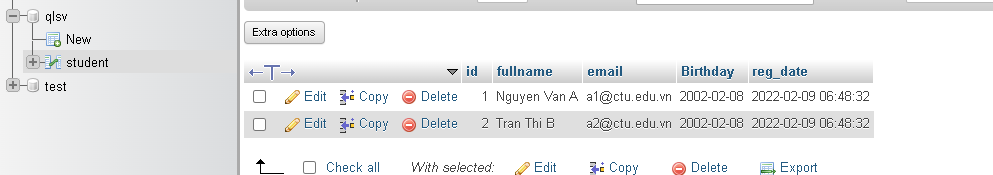 qlsv
New
student
test
Extra options
id fullname email Birthday reg_date
Edit Copy Delete 1 Nguyen Van A a1@ctu.edu.vn 2002-02-08 2022-02-09 06:48:32
Edit Copy Delete 2 Tran Thi B a2@ctu.edu.vn 2002-02-08 2022-02-09 06:48:32
Check all With selected: Edit Copy Delete Export